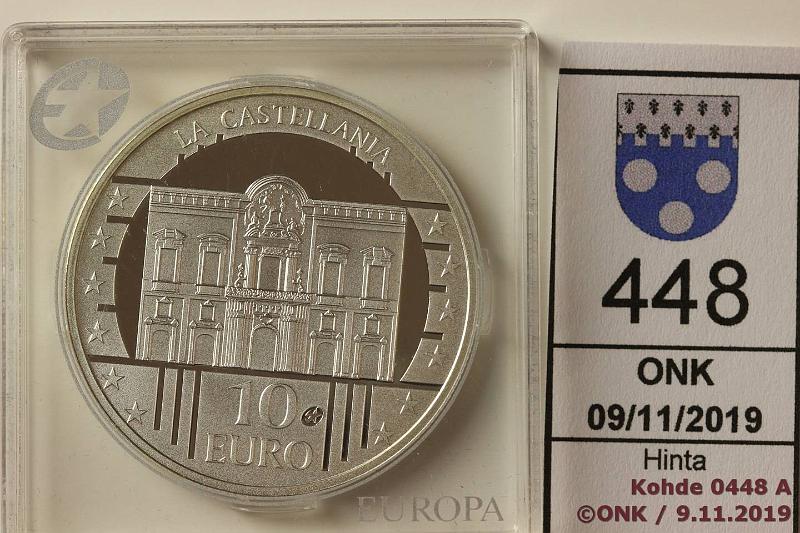 LA CASTELLANIA
10
EURO
EUROPA
448
ONK
09/11/2019
Hinta
Kohde 0448 A
©ONK / 9.11.2019